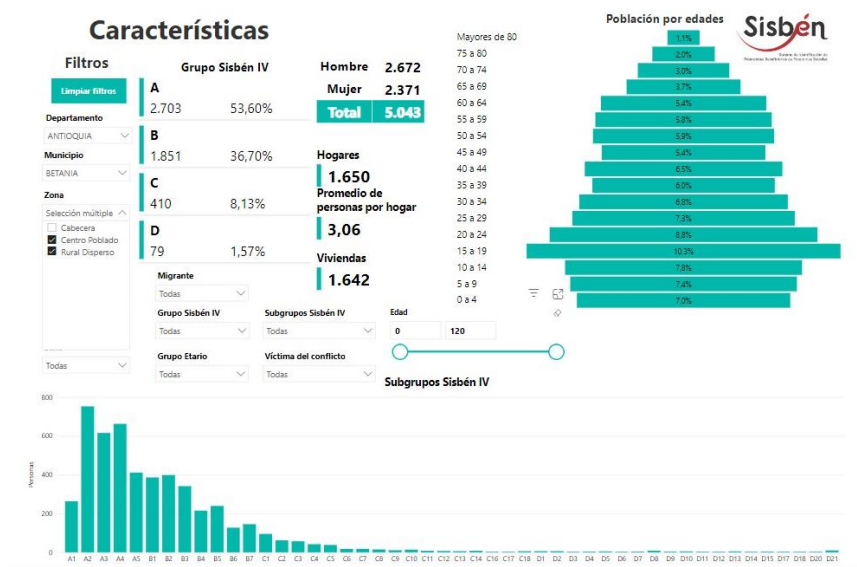 Características
Población por edades
Sisbén
Filtros
Limpiar filtros
Departamento
ANTIOQUIA
Municipio
BETANIA
Zona
Selección múltiple
Cabecera
Centro Poblado
Rural Disperso
Todas
Grupo Sisbén IV
A
2.703 53,60%
B
1.851 36,70%
C
410 8,13%
D
79 1,57%
Hombre 2.672
Mujer 2.371
Total 5.043
Hogares
1.650
Promedio de
personas por hogar
3,06
Viviendas
1.642
Migrante
Todas
Grupo Sisbén IV
Todas
Subgrupos Sisbén IV
Todas
Edad
0 120
Grupo Etario
Todas
Víctima del conflicto
Todas
Mayores de 80 1.1%
75 a 80 2.0%
70 a 74 3.0%
65 a 69 3.7%
60 a 64 5.4%
55 a 59 5.8%
50 a 54 5.9%
45 a 49 5.4%
40 a 44 6.5%
35 a 39 6.0%
30 a 34 6.8%
25 a 29 7.3%
20 a 24 8.8%
15 a 19 10.3%
10 a 14 7.8%
5 a 9 7.4%
0 a 4 7.0%
Subgrupos Sisbén IV
Personas
800
600
400
200
0
A1 A2 A3 A4 A5 B1 B2 B3 B4 B5 B6 B7 C1 C2 C3 C4 C5 C6 C7 C8 C9 C10 C11 C12 C13 C14 C16 C17 C18 D1 D2 D3 D4 D5 D6 D7 D8 D9 D10 D11 D12 D13 D14 D15 D17 D18 D20 D21